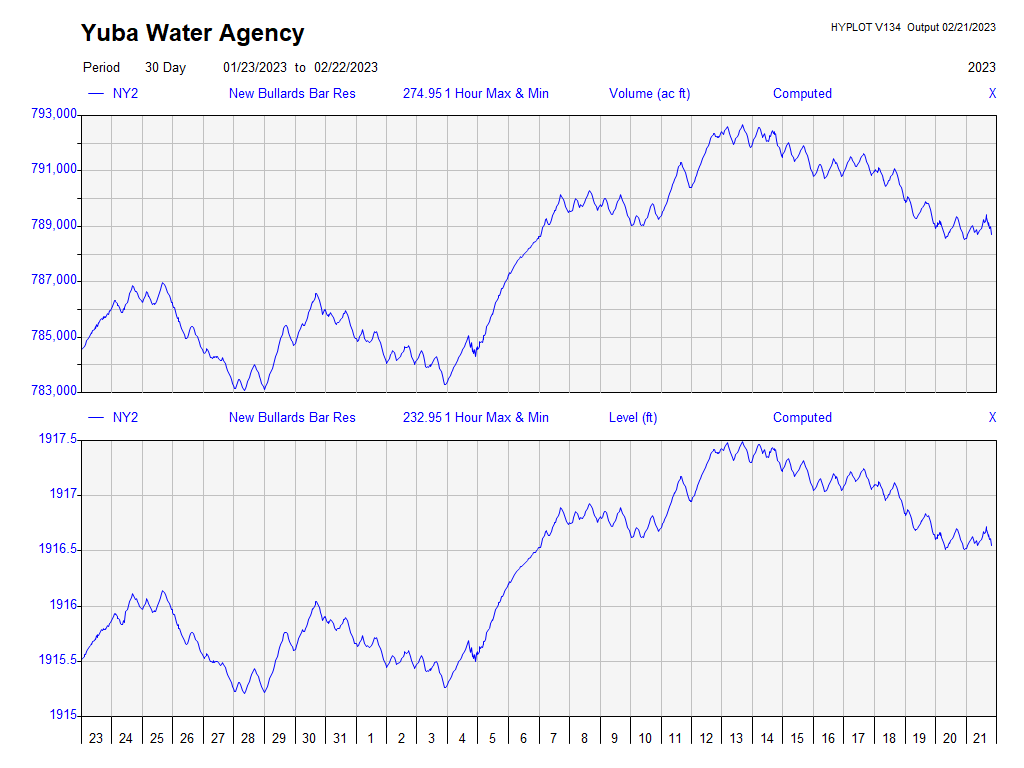 Yuba Water Agency
HYPLOT V134 Output 02/21/2023
Period 30 Day 01/23/2023 to 02/22/2023 2023
NY2 New Bullards Bar Res 274.95 1 Hour Max & Min Volume (ac ft) Computed X
793,000
791,000
789,000
787,000
785,000
783,000
NY2 New Bullards Bar Res 232.95 1 Hour Max & Min Level (ft) Computed X
1917.5
1917
1916.5
1916
1915.5
1915
23 24 25 26 27 28 29 30 31 1 2 3 4 5 6 7 8 9 10 11 12 13 14 15 16 17 18 19 20 21